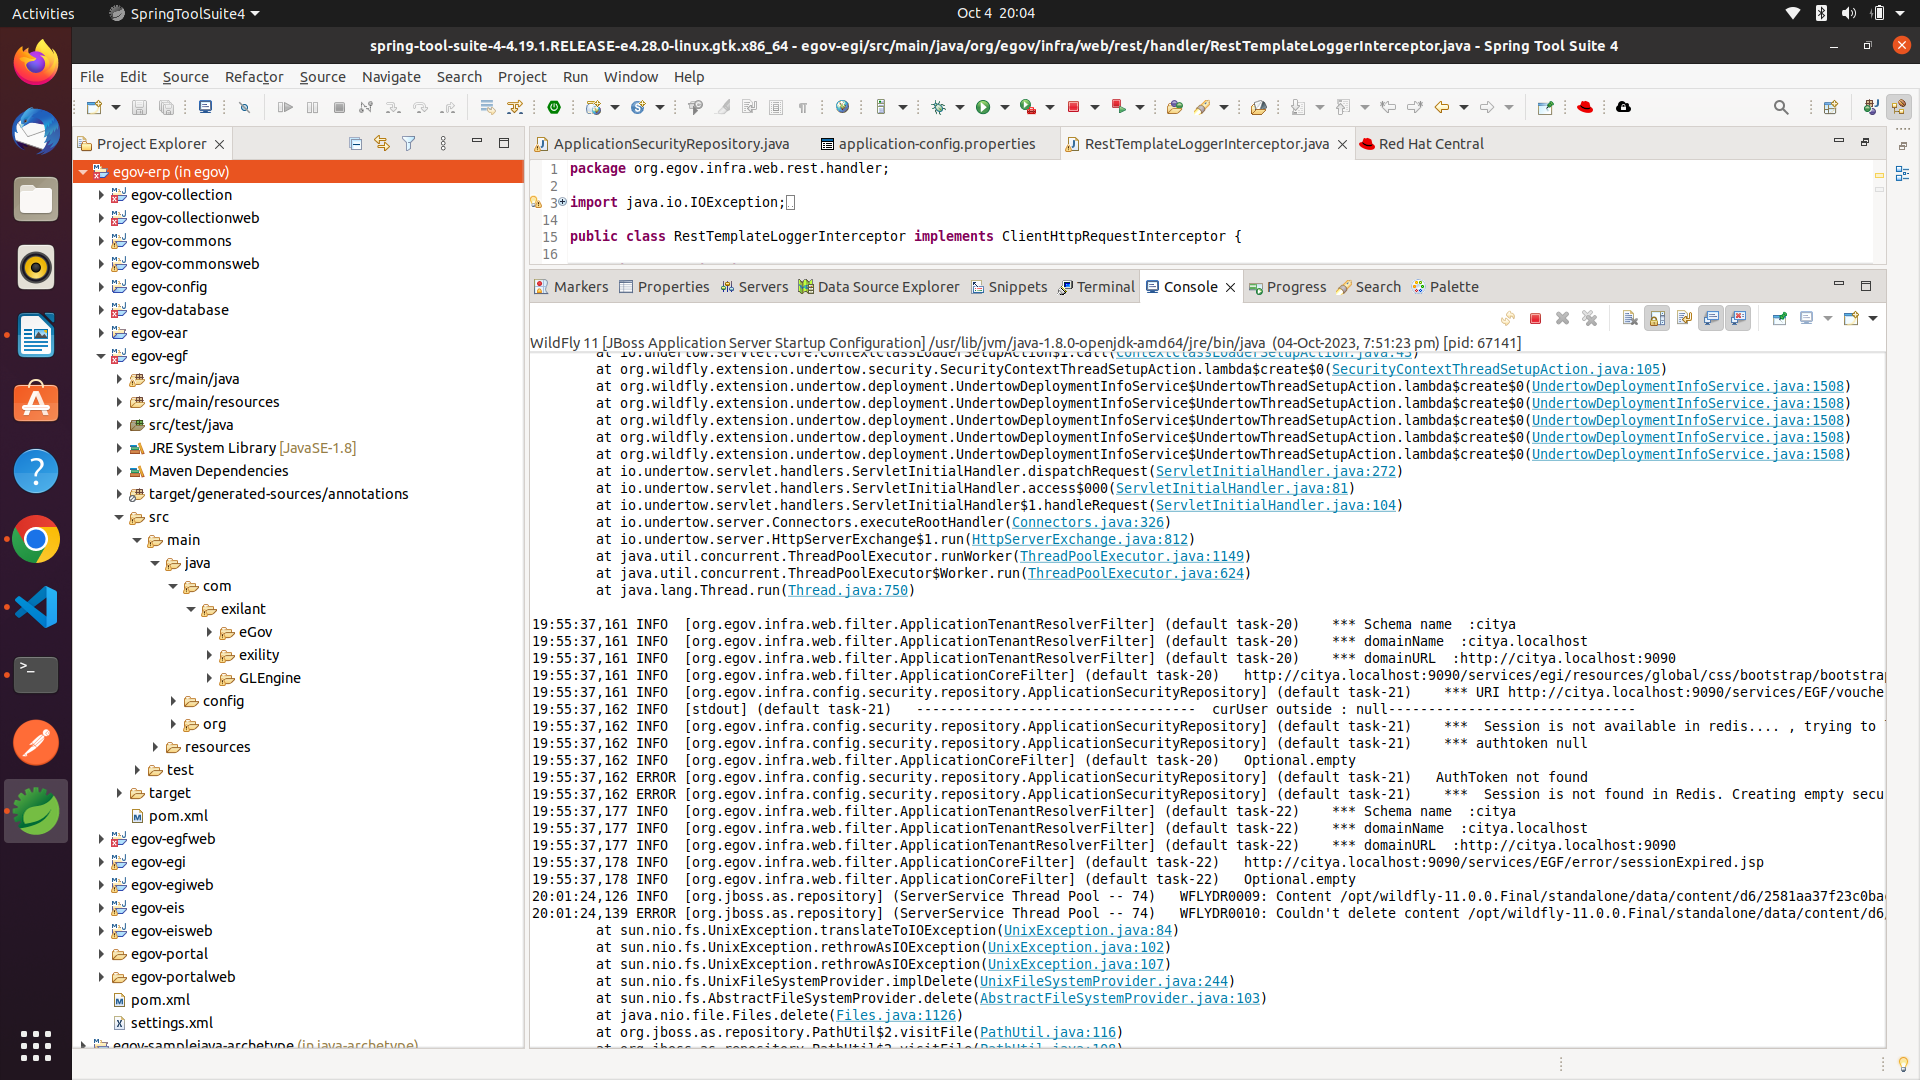 Activities
SpringToolSuite4
Oct 4 20:04
spring-tool-suite-4-4.19.1.RELEASE-e4.28.0-linux.gtk.x86_64 - egov-egi/src/main/java/org/egov/infra/web/rest/handler/RestTemplateLoggerInterceptor.java - Spring Tool Suite 4
File Edit Source Refactor Source Navigate Search Project Run Window Help
Project Explorer
egov-erp (in egov)
egov-collection
egov-collectionweb
egov-commons
egov-commonsweb
egov-config
egov-database
egov-ear
egov-egf
src/main/java
src/main/resources
src/test/java
JRE System Library [JavaSE-1.8]
Maven Dependencies
target/generated-sources/annotations
src
main
java
com
exilant
eGov
exility
GLEngine
config
org
resources
test
target
pom.xml
egov-egfweb
egov-egi
egov-egiweb
egov-eis
egov-eisweb
egov-portal
egov-portalweb
pom.xml
settings.xml
egov-samplejava-archetype (in java-archetype)
ApplicationSecurityRepository.java
application-config.properties
RestTemplateLoggerInterceptor.java
Red Hat Central
1 package org.egov.infra.web.rest.handler;
2
3 import java.io.IOException;
14
15 public class RestTemplateLoggerInterceptor implements ClientHttpRequestInterceptor {
16
Markers Properties Servers Data Source Explorer Snippets Terminal Console Progress Search Palette
WildFly 11 [JBoss Application Server Startup Configuration] /usr/lib/jvm/java-1.8.0-openjdk-amd64/jre/bin/java (04-Oct-2023, 7:51:23 pm) [pid: 67141]
at io.undertow.servlet.core.ContextClassLoaderSetupAction$1.call(ContextClassLoaderSetupAction.java:43)
at org.wildfly.extension.undertow.security.SecurityContextThreadSetupAction.lambda$create$0(SecurityContextThreadSetupAction.java:105)
at org.wildfly.extension.undertow.deployment.UndertowDeploymentInfoService$UndertowThreadSetupAction.lambda$create$0(UndertowDeploymentInfoService.java:1508)
at org.wildfly.extension.undertow.deployment.UndertowDeploymentInfoService$UndertowThreadSetupAction.lambda$create$0(UndertowDeploymentInfoService.java:1508)
at org.wildfly.extension.undertow.deployment.UndertowDeploymentInfoService$UndertowThreadSetupAction.lambda$create$0(UndertowDeploymentInfoService.java:1508)
at org.wildfly.extension.undertow.deployment.UndertowDeploymentInfoService$UndertowThreadSetupAction.lambda$create$0(UndertowDeploymentInfoService.java:1508)
at org.wildfly.extension.undertow.deployment.UndertowDeploymentInfoService$UndertowThreadSetupAction.lambda$create$0(UndertowDeploymentInfoService.java:1508)
at io.undertow.servlet.handlers.ServletInitialHandler.dispatchRequest(ServletInitialHandler.java:272)
at io.undertow.servlet.handlers.ServletInitialHandler.access$000(ServletInitialHandler.java:81)
at io.undertow.servlet.handlers.ServletInitialHandler$1.handleRequest(ServletInitialHandler.java:104)
at io.undertow.server.Connectors.executeRootHandler(Connectors.java:326)
at io.undertow.server.HttpServerExchange$1.run(HttpServerExchange.java:812)
at java.util.concurrent.ThreadPoolExecutor.runWorker(ThreadPoolExecutor.java:1149)
at java.util.concurrent.ThreadPoolExecutor$Worker.run(ThreadPoolExecutor.java:624)
at java.lang.Thread.run(Thread.java:750)
19:55:37,161 INFO [org.egov.infra.web.filter.ApplicationTenantResolverFilter] (default task-20) *** Schema name :citya
19:55:37,161 INFO [org.egov.infra.web.filter.ApplicationTenantResolverFilter] (default task-20) *** domainName :citya.localhost
19:55:37,161 INFO [org.egov.infra.web.filter.ApplicationTenantResolverFilter] (default task-20) *** domainURL :http://citya.localhost:9090
19:55:37,161 INFO [org.egov.infra.web.filter.ApplicationCoreFilter] (default task-20) http://citya.localhost:9090/services/egi/resources/global/css/bootstrap/bootstrap
19:55:37,161 INFO [org.egov.infra.config.security.repository.ApplicationSecurityRepository] (default task-21) *** URI http://citya.localhost:9090/services/EGF/vouche
19:55:37,162 INFO [stdout] (default task-21) ----------------------------------- curUser outside : null-------------------------------
19:55:37,162 INFO [org.egov.infra.config.security.repository.ApplicationSecurityRepository] (default task-21) *** Session is not available in redis.... , trying to
19:55:37,162 INFO [org.egov.infra.config.security.repository.ApplicationSecurityRepository] (default task-21) *** authtoken null
19:55:37,162 INFO [org.egov.infra.web.filter.ApplicationCoreFilter] (default task-20) Optional.empty
19:55:37,162 ERROR [org.egov.infra.config.security.repository.ApplicationSecurityRepository] (default task-21) AuthToken not found
19:55:37,162 ERROR [org.egov.infra.config.security.repository.ApplicationSecurityRepository] (default task-21) *** Session is not found in Redis. Creating empty secu
19:55:37,177 INFO [org.egov.infra.web.filter.ApplicationTenantResolverFilter] (default task-22) *** Schema name :citya
19:55:37,177 INFO [org.egov.infra.web.filter.ApplicationTenantResolverFilter] (default task-22) *** domainName :citya.localhost
19:55:37,177 INFO [org.egov.infra.web.filter.ApplicationTenantResolverFilter] (default task-22) *** domainURL :http://citya.localhost:9090
19:55:37,178 INFO [org.egov.infra.web.filter.ApplicationCoreFilter] (default task-22) http://citya.localhost:9090/services/EGF/error/sessionExpired.jsp
19:55:37,178 INFO [org.egov.infra.web.filter.ApplicationCoreFilter] (default task-22) Optional.empty
20:01:24,126 INFO [org.jboss.as.repository] (ServerService Thread Pool -- 74) WFLYDR0009: Content /opt/wildfly-11.0.0.Final/standalone/data/content/d6/2581aa37f23c0ba
20:01:24,139 ERROR [org.jboss.as.repository] (ServerService Thread Pool -- 74) WFLYDR0010: Couldn't delete content /opt/wildfly-11.0.0.Final/standalone/data/content/d6
at sun.nio.fs.UnixException.translateToIOException(UnixException.java:84)
at sun.nio.fs.UnixException.rethrowAsIOException(UnixException.java:102)
at sun.nio.fs.UnixException.rethrowAsIOException(UnixException.java:107)
at sun.nio.fs.UnixFileSystemProvider.implDelete(UnixFileSystemProvider.java:244)
at sun.nio.fs.AbstractFileSystemProvider.delete(AbstractFileSystemProvider.java:103)
at java.nio.file.Files.delete(Files.java:1126)
at org.jboss.as.repository.PathUtil$2.visitFile(PathUtil.java:116)
at org.jboss.as.repository.PathUtil$2.visitFile(PathUtil.java:108)